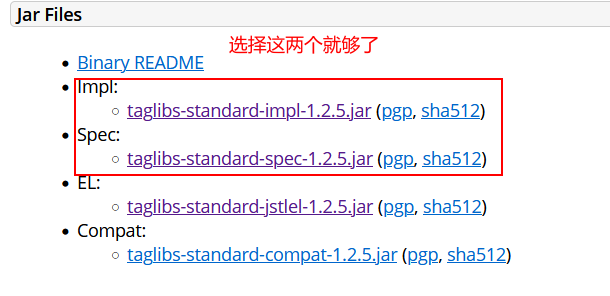 Jar Files
选择这两个就够了
Binary README
Impl:
taglibs-standard-impl-1.2.5.jar (pgp, sha512)
Spec:
taglibs-standard-spec-1.2.5.jar (pgp, sha512)
EL:
taglibs-standard-jstlel-1.2.5.jar (pgp, sha512)
Compat:
taglibs-standard-compat-1.2.5.jar (pgp, sha512)